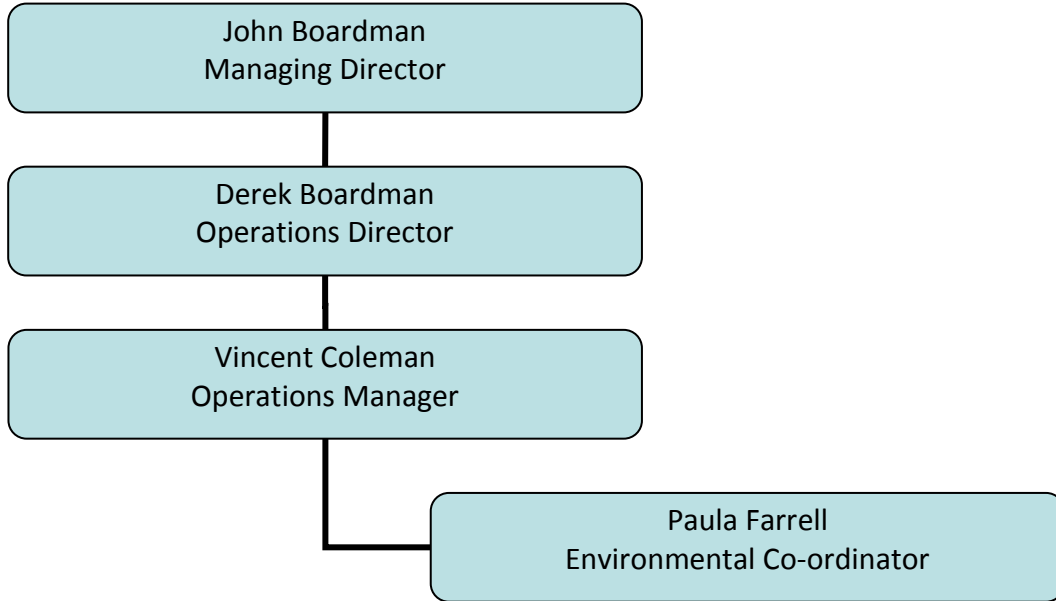 John Boardman
Managing Director
Derek Boardman
Operations Director
Vincent Coleman
Operations Manager
Paula Farrell
Environmental Co-ordinator